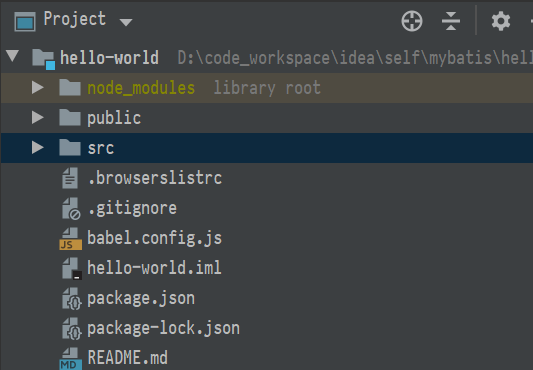 Project
hello-world D:\code_workspace\idea\self\mybatis\hell
node_modules library root
public
src
.browserslistrc
.gitignore
babel.config.js
hello-world.iml
package.json
package-lock.json
README.md
JS
MD